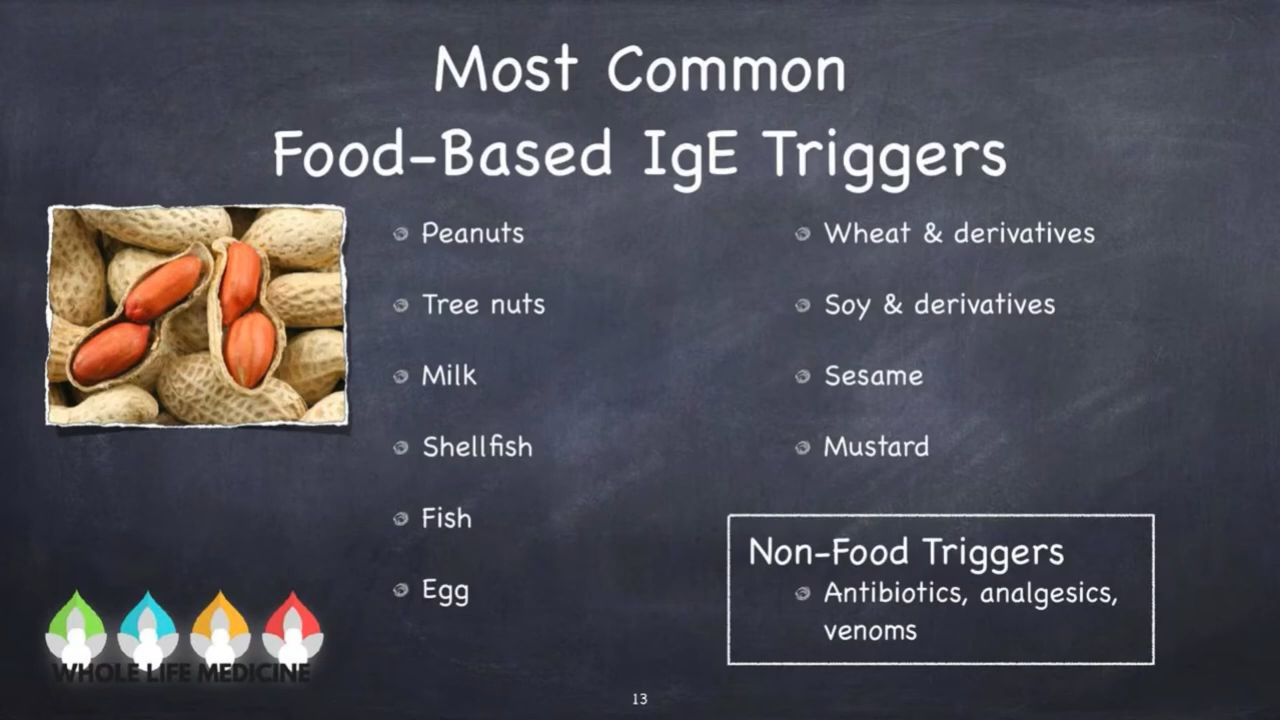 Most Common
Food-Based IgE Triggers
Peanuts
Tree nuts
Milk
Shellfish
Fish
Egg
Wheat & derivatives
Soy & derivatives
Sesame
Mustard
Non-Food Triggers
Antibiotics, analgesics,
venoms
WHOLE LIFE MEDICINE
13